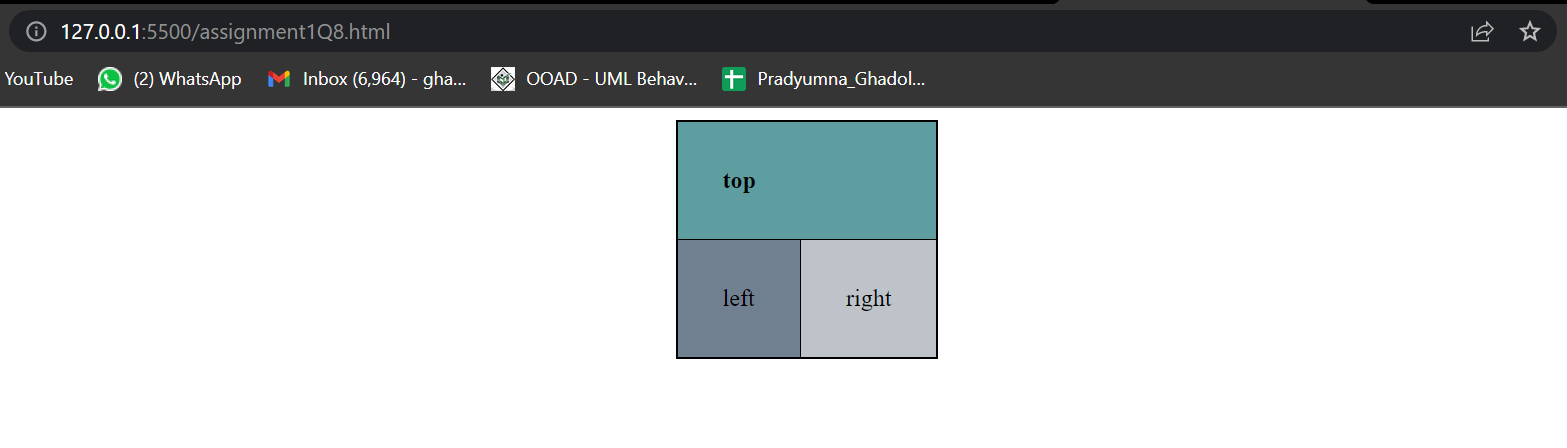 127.0.0.1:5500/assignment1Q8.html
YouTube (2) WhatsApp Inbox (6,964) - gha... OOAD - UML Behav... Pradyumna_Ghadol...
top
left right